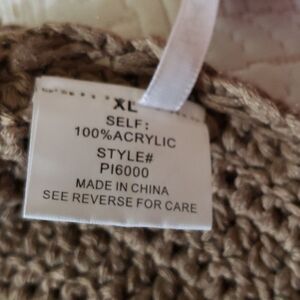 XL
SELF:
100%ACRYLIC
STYLE#
PI6000
MADE IN CHINA
SEE REVERSE FOR CARE